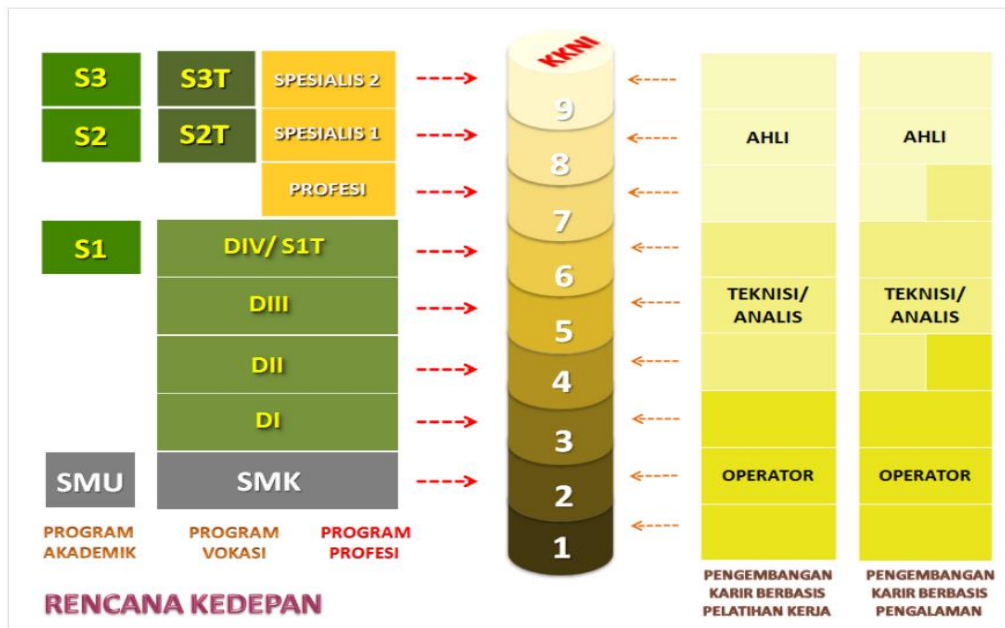 KKNI
S3
S3T
SPESIALIS 2
9
S2
S2T
SPESIALIS 1
8
AHLI
AHLI
PROFESI
7
S1
DIV/ S1T
6
DIII
5
TEKNISI/
ANALIS
TEKNISI/
ANALIS
DII
4
DI
3
SMU
SMK
2
OPERATOR
OPERATOR
1
PROGRAM
AKADEMIK
PROGRAM
VOKASI
PROGRAM
PROFESI
PENGEMBANGAN
KARIR BERBASIS
PELATIHAN KERJA
PENGEMBANGAN
KARIR BERBASIS
PENGALAMAN
RENCANA KEDEPAN